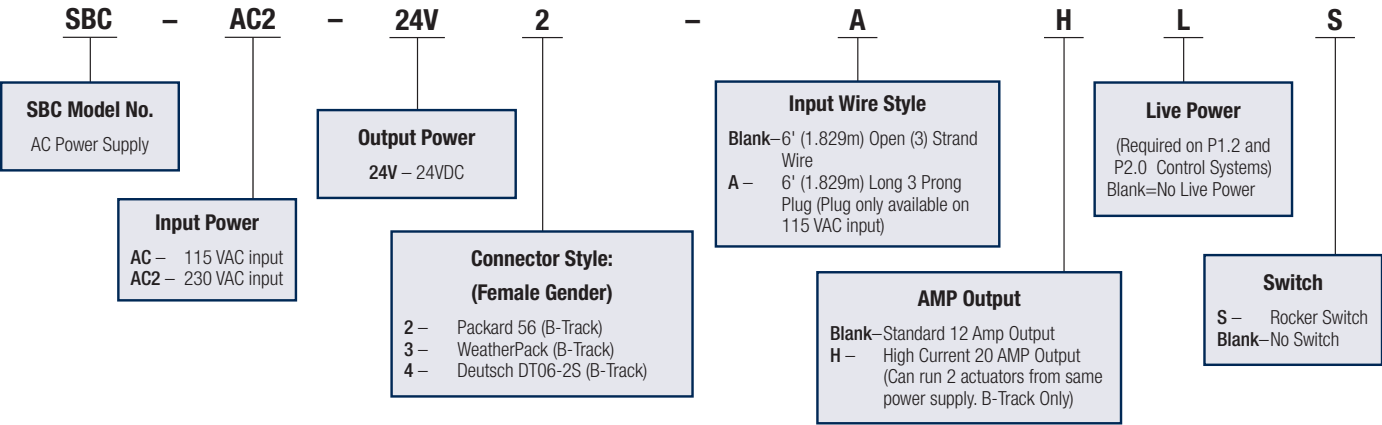 SBC – AC2 – 24V 2 – A H L S
SBC Model No.
AC Power Supply
Input Power
AC – 115 VAC input
AC2 – 230 VAC input
Output Power
24V – 24VDC
Connector Style:
(Female Gender)
2 – Packard 56 (B-Track)
3 – WeatherPack (B-Track)
4 – Deutsch DT06-2S (B-Track)
Input Wire Style
Blank–6' (1.829m) Open (3) Strand
Wire
A – 6' (1.829m) Long 3 Prong
Plug (Plug only available on
115 VAC input)
AMP Output
Blank–Standard 12 Amp Output
H – High Current 20 AMP Output
(Can run 2 actuators from same
power supply. B-Track Only)
Live Power
(Required on P1.2 and
P2.0 Control Systems)
Blank=No Live Power
Switch
S – Rocker Switch
Blank–No Switch